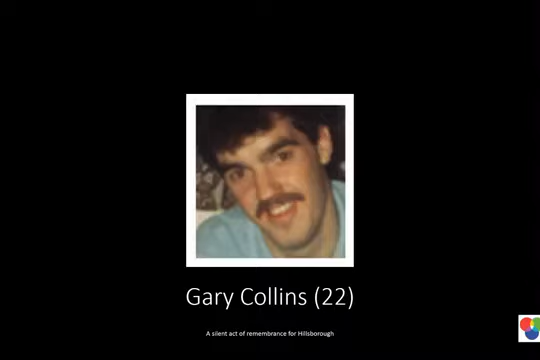 Gary Collins (22)
A silent act of remembrance for Hillsborough